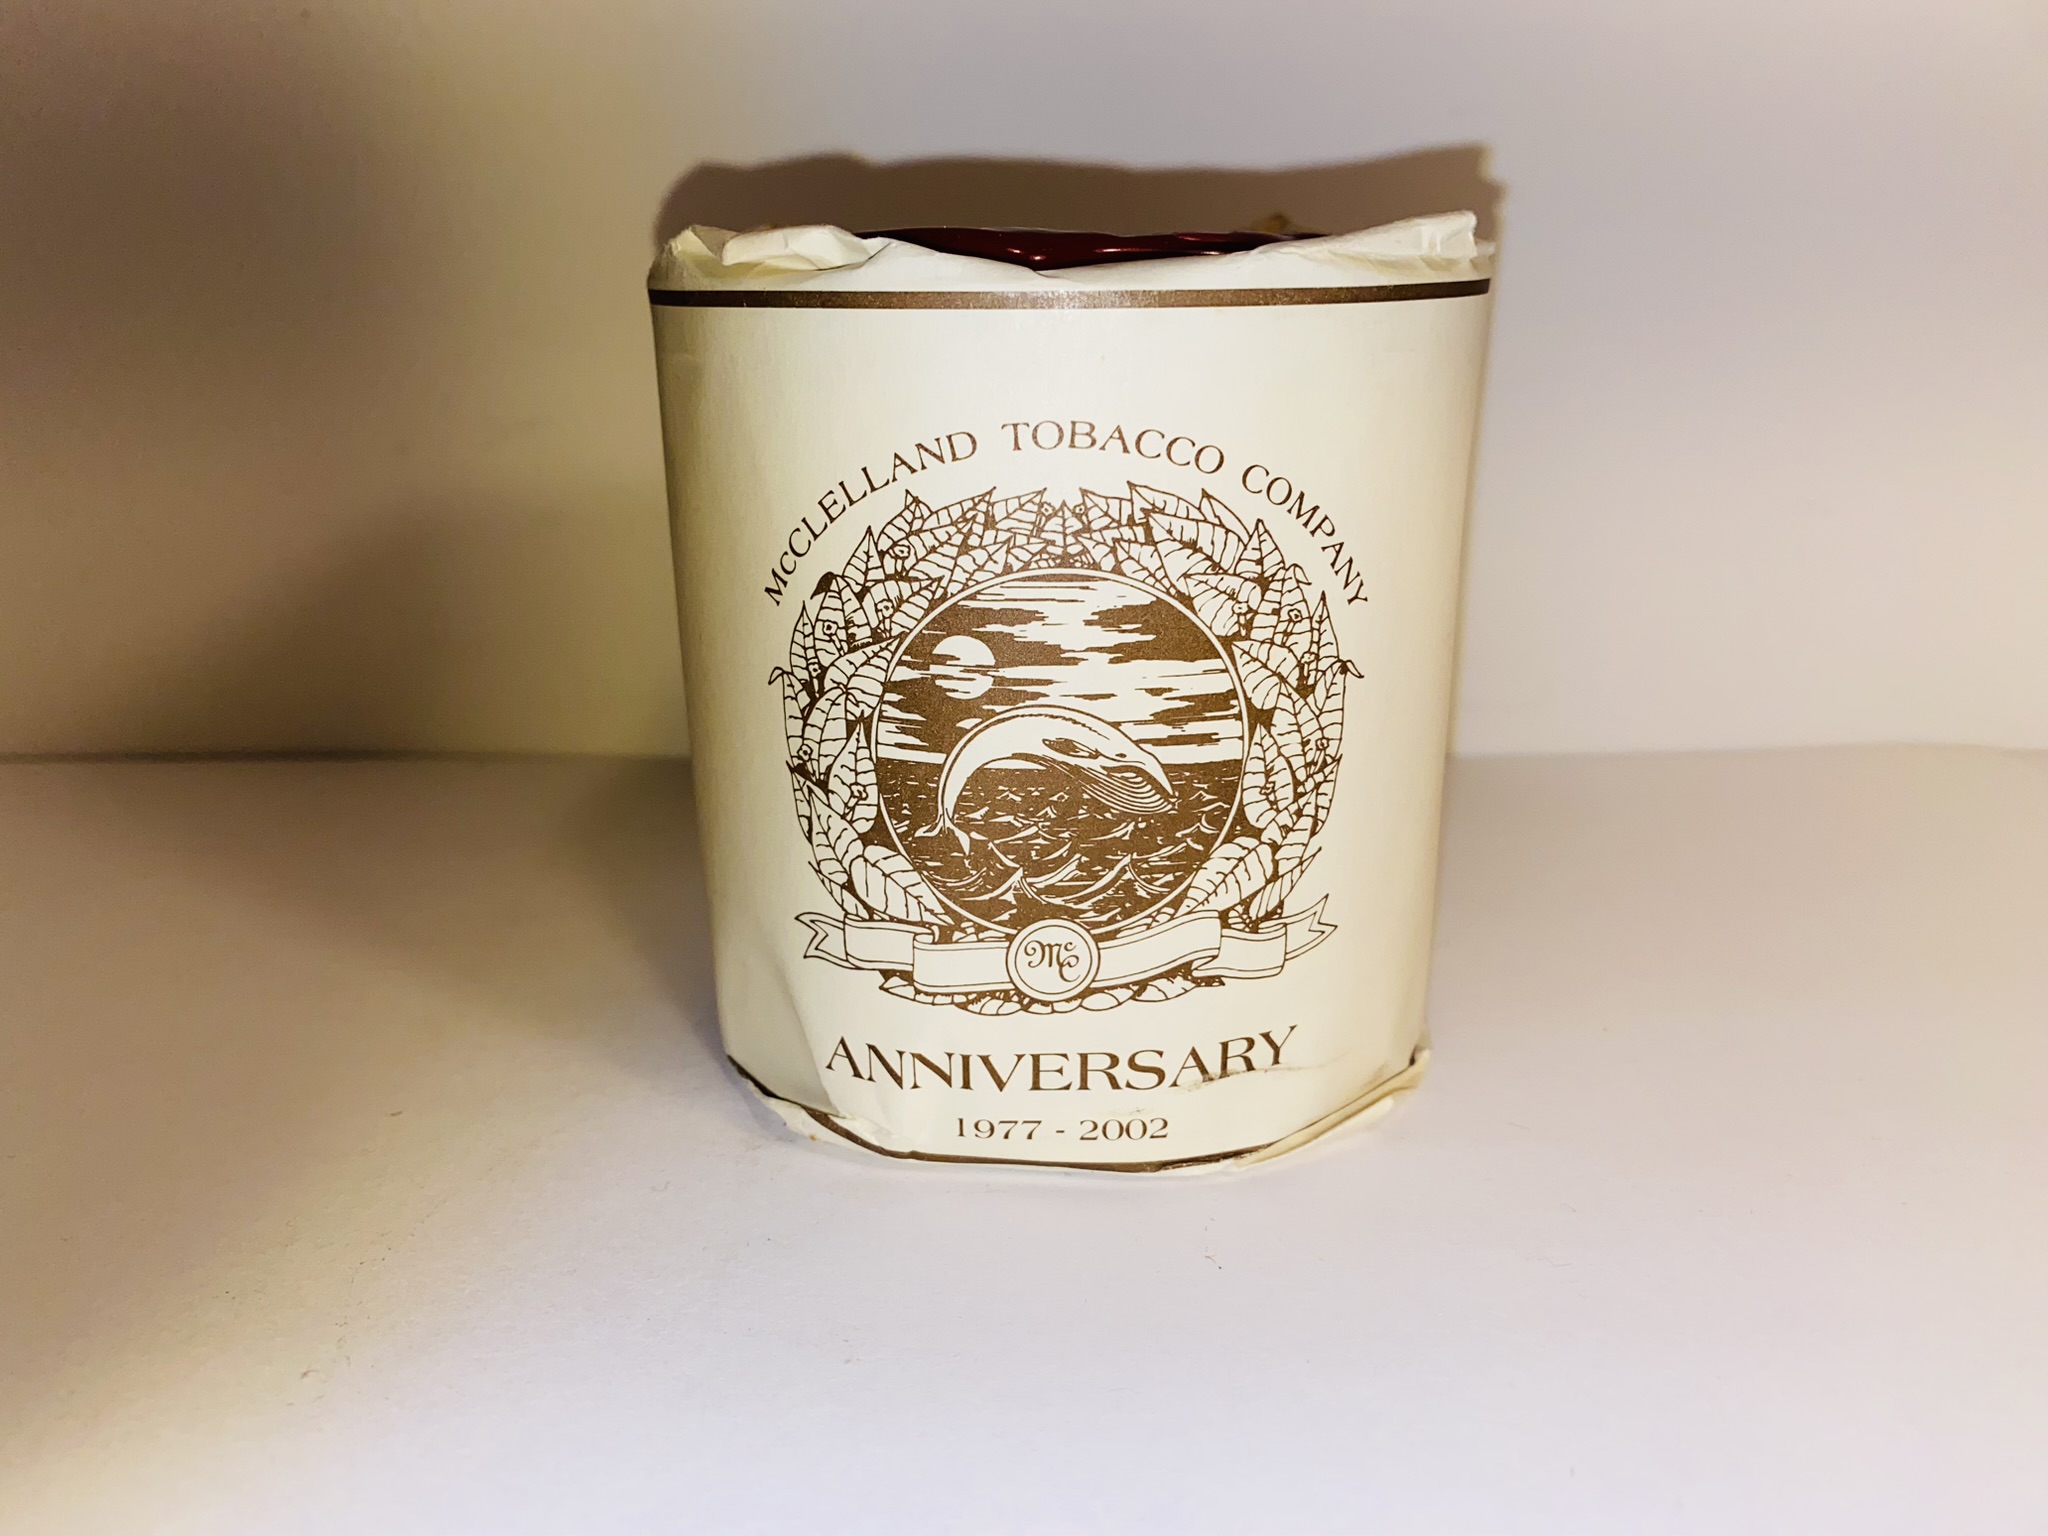 McCLELLAND TOBACCO COMPANY
Mc
ANNIVERSARY
1977 - 2002